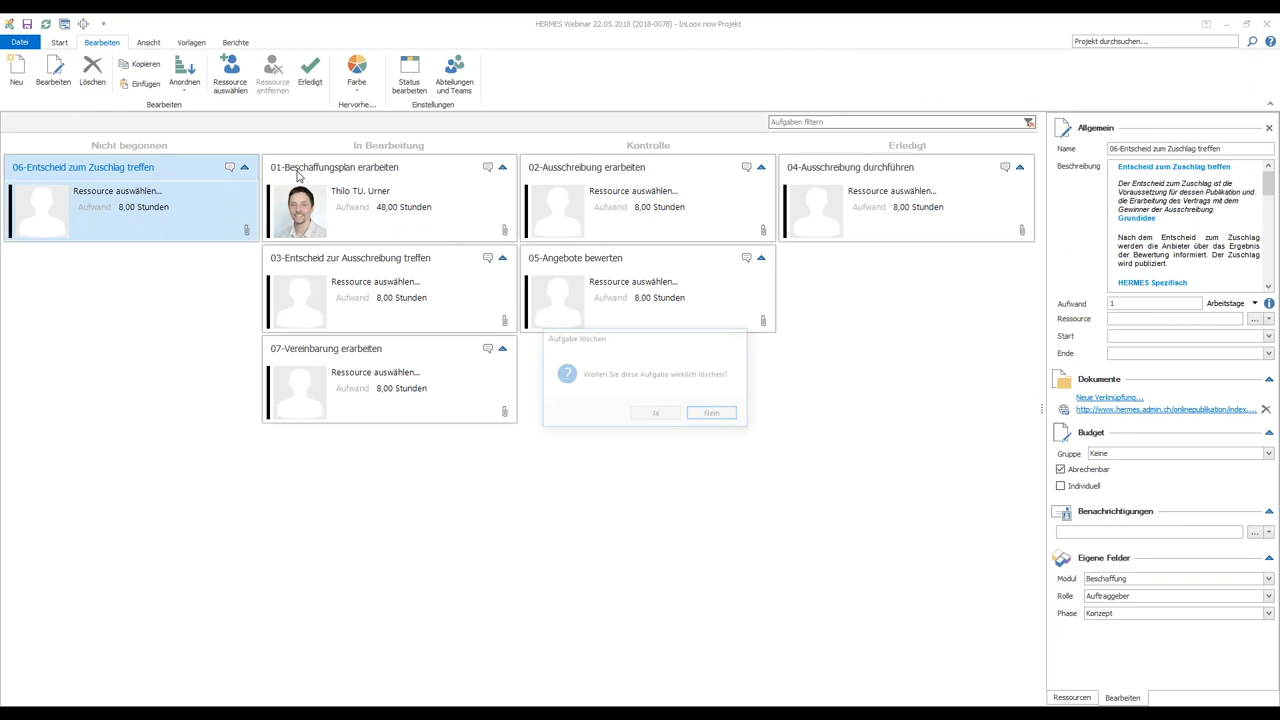 HERMES Webinar 22.05.2018 (2018-0078) - InLoox now Projekt
Datei Start Bearbeiten Ansicht Vorlagen Berichte
Projekt durchsuchen...
Neu Bearbeiten Löschen Kopieren Einfügen Anordnen Ressource auswählen Ressource entfernen Erledigt Farbe Status bearbeiten Abteilungen und Teams
Bearbeiten Hervorhe... Einstellungen
Aufgaben filtern
Nicht begonnen
06-Entscheid zum Zuschlag treffen
Ressource auswählen...
Aufwand 8,00 Stunden
In Bearbeitung
01-Beschaffungsplan erarbeiten
Thilo TU. Urner
Aufwand 48,00 Stunden
03-Entscheid zur Ausschreibung treffen
Ressource auswählen...
Aufwand 8,00 Stunden
07-Vereinbarung erarbeiten
Ressource auswählen...
Aufwand 8,00 Stunden
Kontrolle
02-Ausschreibung erarbeiten
Ressource auswählen...
Aufwand 8,00 Stunden
05-Angebote bewerten
Ressource auswählen...
Aufwand 8,00 Stunden
Erledigt
04-Ausschreibung durchführen
Ressource auswählen...
Aufwand 8,00 Stunden
Aufgabe löschen
Wollen Sie diese Aufgabe wirklich löschen?
Ja Nein
Allgemein
Name 06-Entscheid zum Zuschlag treffen
Beschreibung Entscheid zum Zuschlag treffen
Der Entscheid zum Zuschlag ist die
Voraussetzung für dessen Publikation und
die Erarbeitung des Vertrags mit dem
Gewinner der Ausschreibung.
Grundidee
Nach dem Entscheid zum Zuschlag
werden die Anbieter über das Ergebnis
der Bewertung informiert. Der Zuschlag
wird publiziert.
HERMES Spezifisch
Aufwand 1 Arbeitstage
Ressource
Start
Ende
Dokumente
Neue Verknüpfung...
http://www.hermes.admin.ch/onlinepublikation/index....
Budget
Gruppe Keine
Abrechenbar
Individuell
Benachrichtigungen
Eigene Felder
Modul Beschaffung
Rolle Auftraggeber
Phase Konzept
Ressourcen Bearbeiten